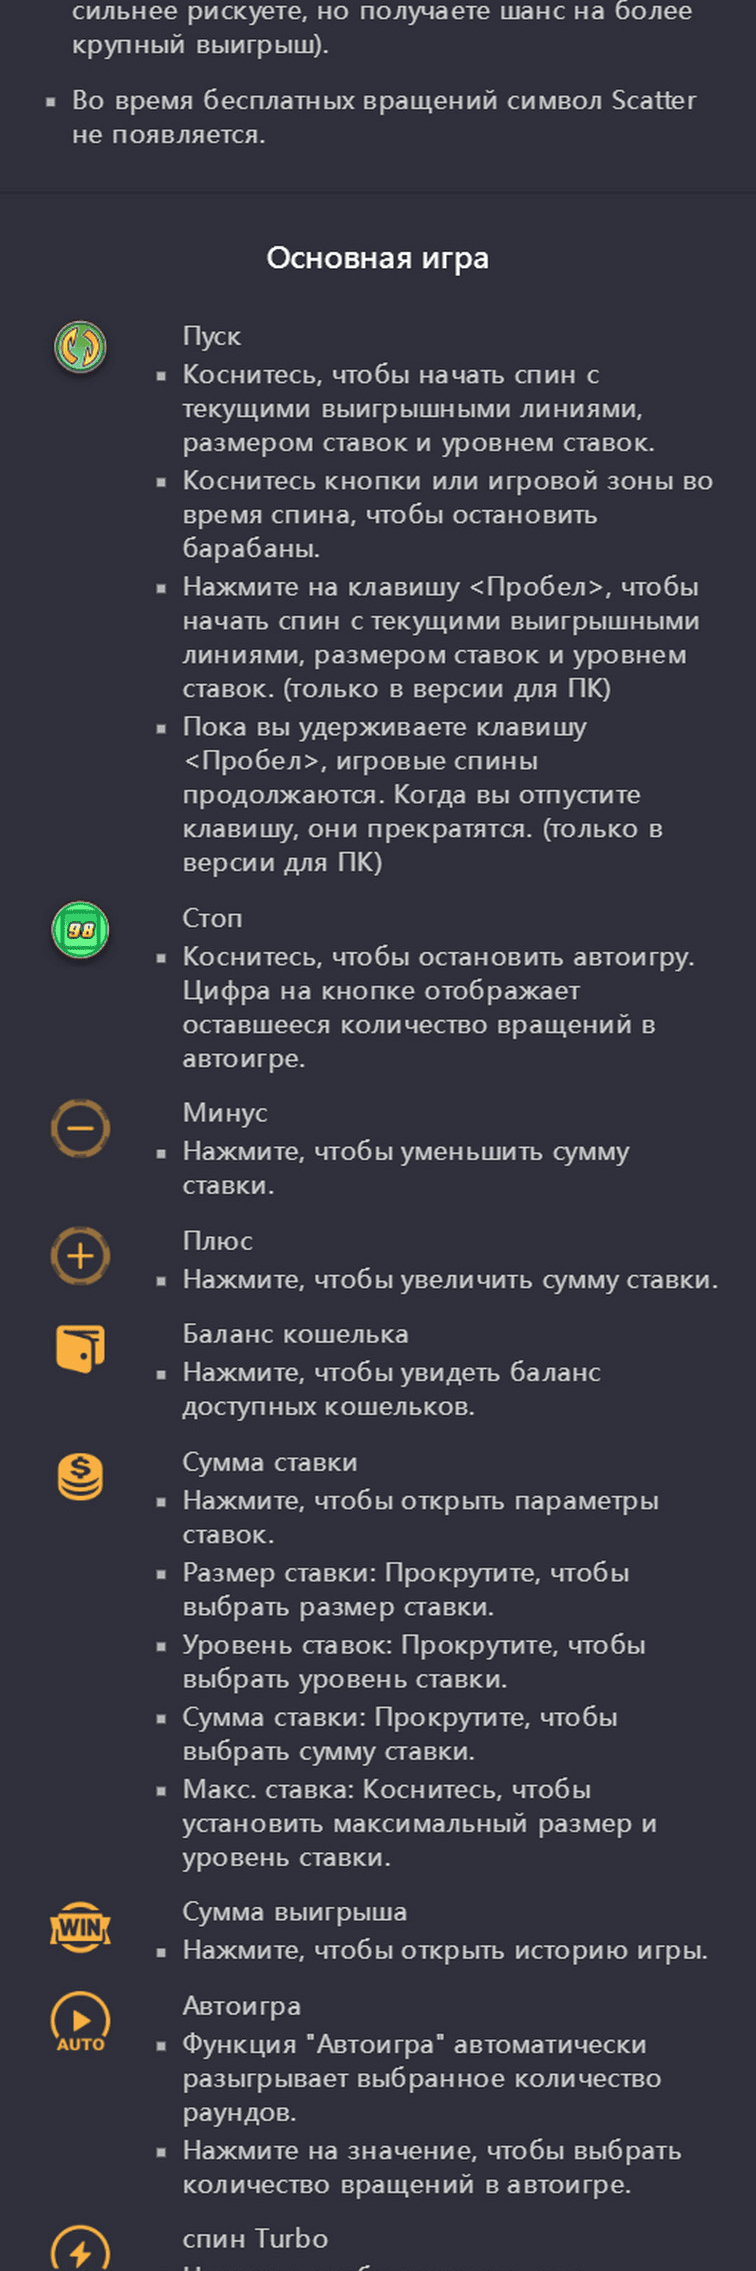 сильнее рискуете, но получаете шанс на более
крупный выигрыш).
Во время бесплатных вращений символ Scatter
не появляется.
Основная игра
Пуск
Коснитесь, чтобы начать спин с
текущими выигрышными линиями,
размером ставок и уровнем ставок.
Коснитесь кнопки или игровой зоны во
время спина, чтобы остановить
барабаны.
Нажмите на клавишу <Пробел>, чтобы
начать спин с текущими выигрышными
линиями, размером ставок и уровнем
ставок. (только в версии для ПК)
Пока вы удерживаете клавишу
<Пробел>, игровые спины
продолжаются. Когда вы отпустите
клавишу, они прекратятся. (только в
версии для ПК)
98
Стоп
Коснитесь, чтобы остановить автоигру.
Цифра на кнопке отображает
оставшееся количество вращений в
автоигре.
Минус
Нажмите, чтобы уменьшить сумму
ставки.
Плюс
Нажмите, чтобы увеличить сумму ставки.
Баланс кошелька
Нажмите, чтобы увидеть баланс
доступных кошельков.
Сумма ставки
Нажмите, чтобы открыть параметры
ставок.
Размер ставки: Прокрутите, чтобы
выбрать размер ставки.
Уровень ставок: Прокрутите, чтобы
выбрать уровень ставки.
Сумма ставки: Прокрутите, чтобы
выбрать сумму ставки.
Макс. ставка: Коснитесь, чтобы
установить максимальный размер и
уровень ставки.
WIN
Сумма выигрыша
Нажмите, чтобы открыть историю игры.
AUTO
Автоигра
Функция "Автоигра" автоматически
разыгрывает выбранное количество
раундов.
Нажмите на значение, чтобы выбрать
количество вращений в автоигре.
спин Turbo